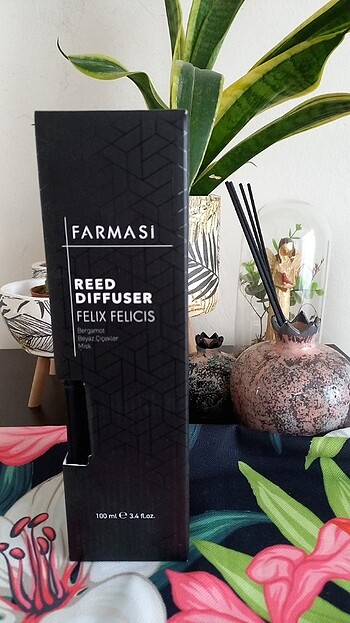 FARMASi
REED
DIFFUSER
FELIX FELICIS
Bergamot
Beyaz Çiçekler
Misk
100 ml ℮ 3.4 fl.oz.